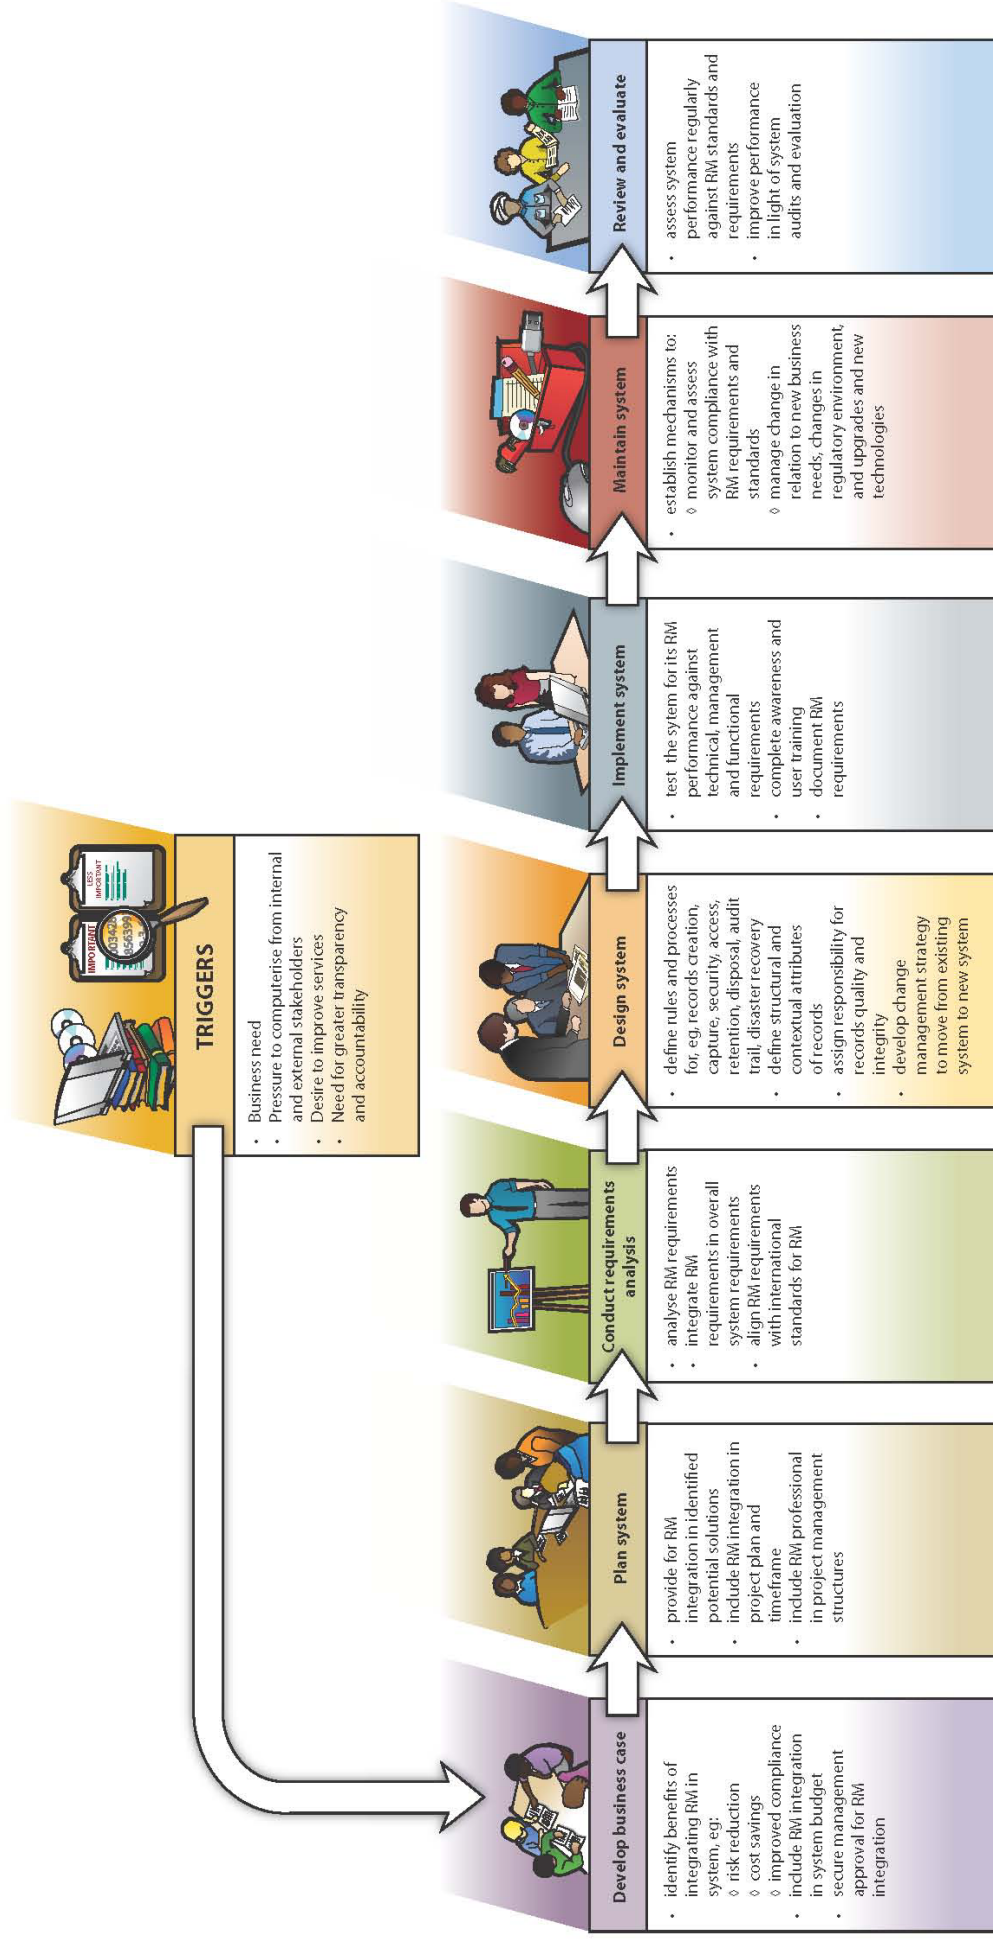 IMPORTANT
003428
856399
LESS
IMPORTANT
TRIGGERS
• Business need
• Pressure to computerise from internal
and external stakeholders
• Desire to improve services
• Need for greater transparency
and accountability
Develop business case
• identify benefits of
integrating RM in
system, eg:
◊ risk reduction
◊ cost savings
◊ improved compliance
• include RM integration
in system budget
• secure management
approval for RM
integration
Plan system
• provide for RM
integration in identified
potential solutions
• include RM integration in
project plan and
timeframe
• include RM professional
in project management
structures
Conduct requirements
analysis
• analyse RM requirements
• integrate RM
requirements in overall
system requirements
• align RM requirements
with international
standards for RM
Design system
• define rules and processes
for, eg, records creation,
capture, security, access,
retention, disposal, audit
trail, disaster recovery
• define structural and
contextual attributes
of records
• assign responsibility for
records quality and
integrity
• develop change
management strategy
to move from existing
system to new system
Implement system
• test the sytem for its RM
performance against
technical, management
and functional
requirements
• complete awareness and
user training
• document RM
requirements
Maintain system
• establish mechanisms to:
◊ monitor and assess
system compliance with
RM requirements and
standards
◊ manage change in
relation to new business
needs, changes in
regulatory environment,
and upgrades and new
technologies
Review and evaluate
• assess system
performance regularly
against RM standards and
requirements
• improve performance
in light of system
audits and evaluation